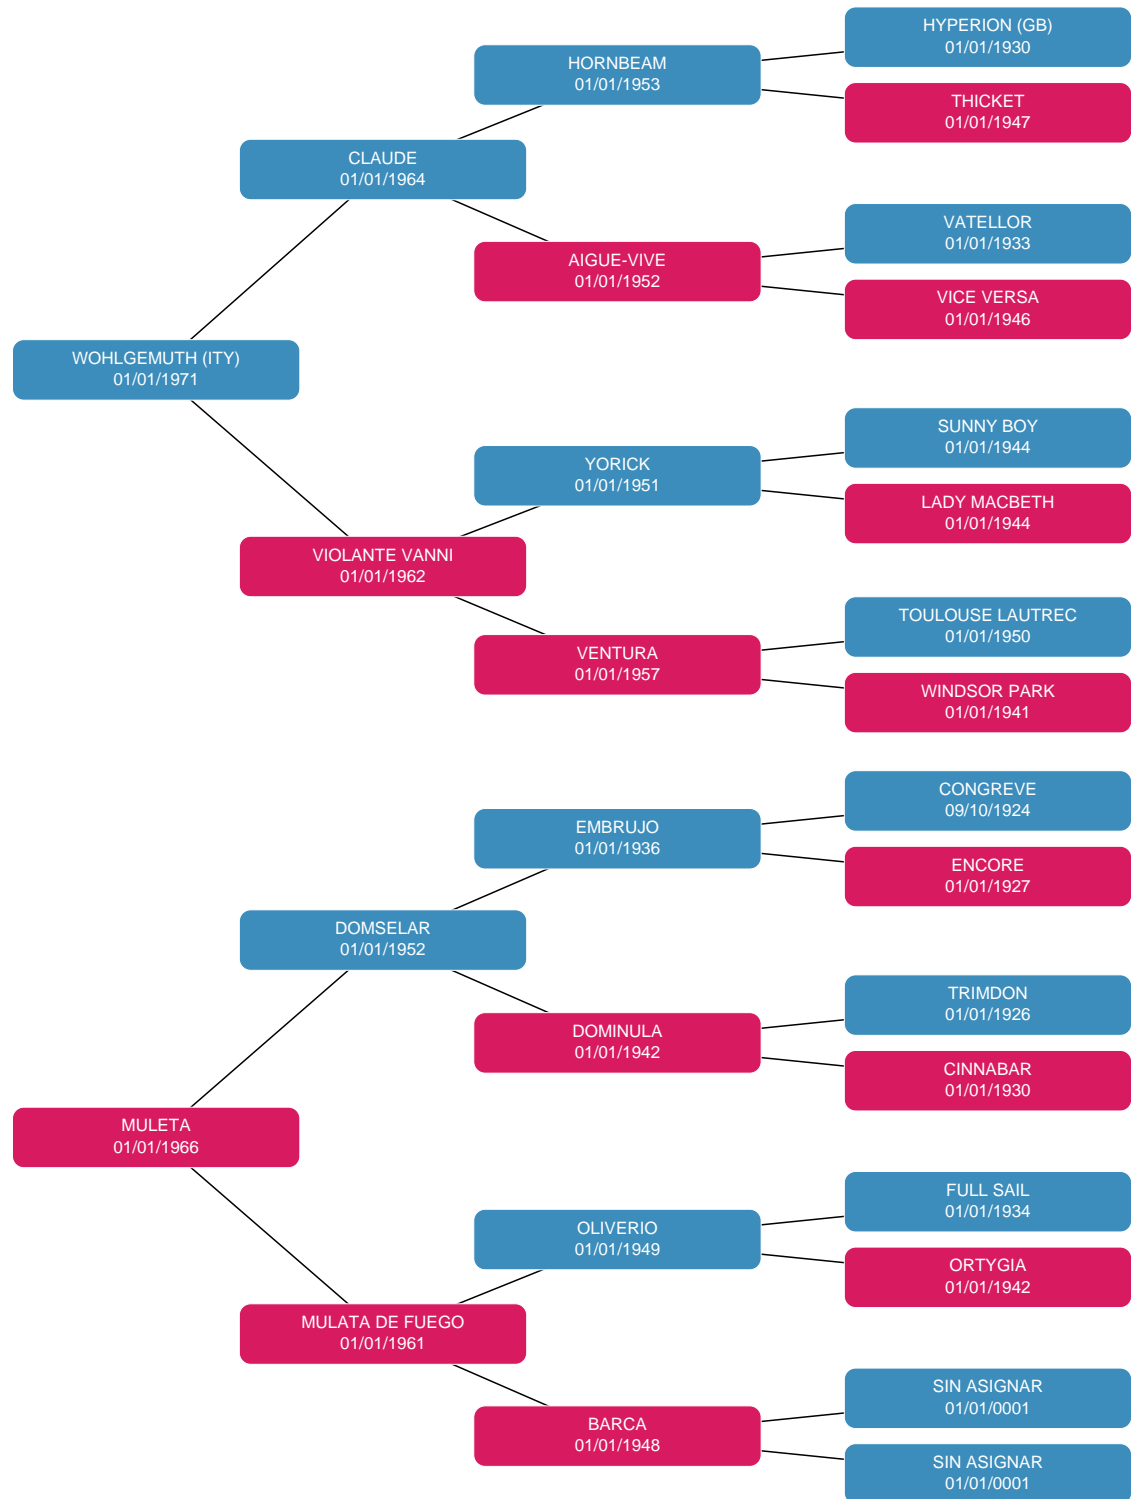 HYPERION (GB)
01/01/1930
HORNBEAM
01/01/1953
THICKET
01/01/1947
CLAUDE
01/01/1964
VATELLOR
01/01/1933
AIGUE-VIVE
01/01/1952
VICE VERSA
01/01/1946
WOHLGEMUTH (ITY)
01/01/1971
SUNNY BOY
01/01/1944
YORICK
01/01/1951
LADY MACBETH
01/01/1944
VIOLANTE VANNI
01/01/1962
TOULOUSE LAUTREC
01/01/1950
VENTURA
01/01/1957
WINDSOR PARK
01/01/1941
CONGREVE
09/10/1924
EMBRUJO
01/01/1936
ENCORE
01/01/1927
DOMSELAR
01/01/1952
TRIMDON
01/01/1926
DOMINULA
01/01/1942
CINNABAR
01/01/1930
MULETA
01/01/1966
FULL SAIL
01/01/1934
OLIVERIO
01/01/1949
ORTYGIA
01/01/1942
MULATA DE FUEGO
01/01/1961
SIN ASIGNAR
01/01/0001
BARCA
01/01/1948
SIN ASIGNAR
01/01/0001